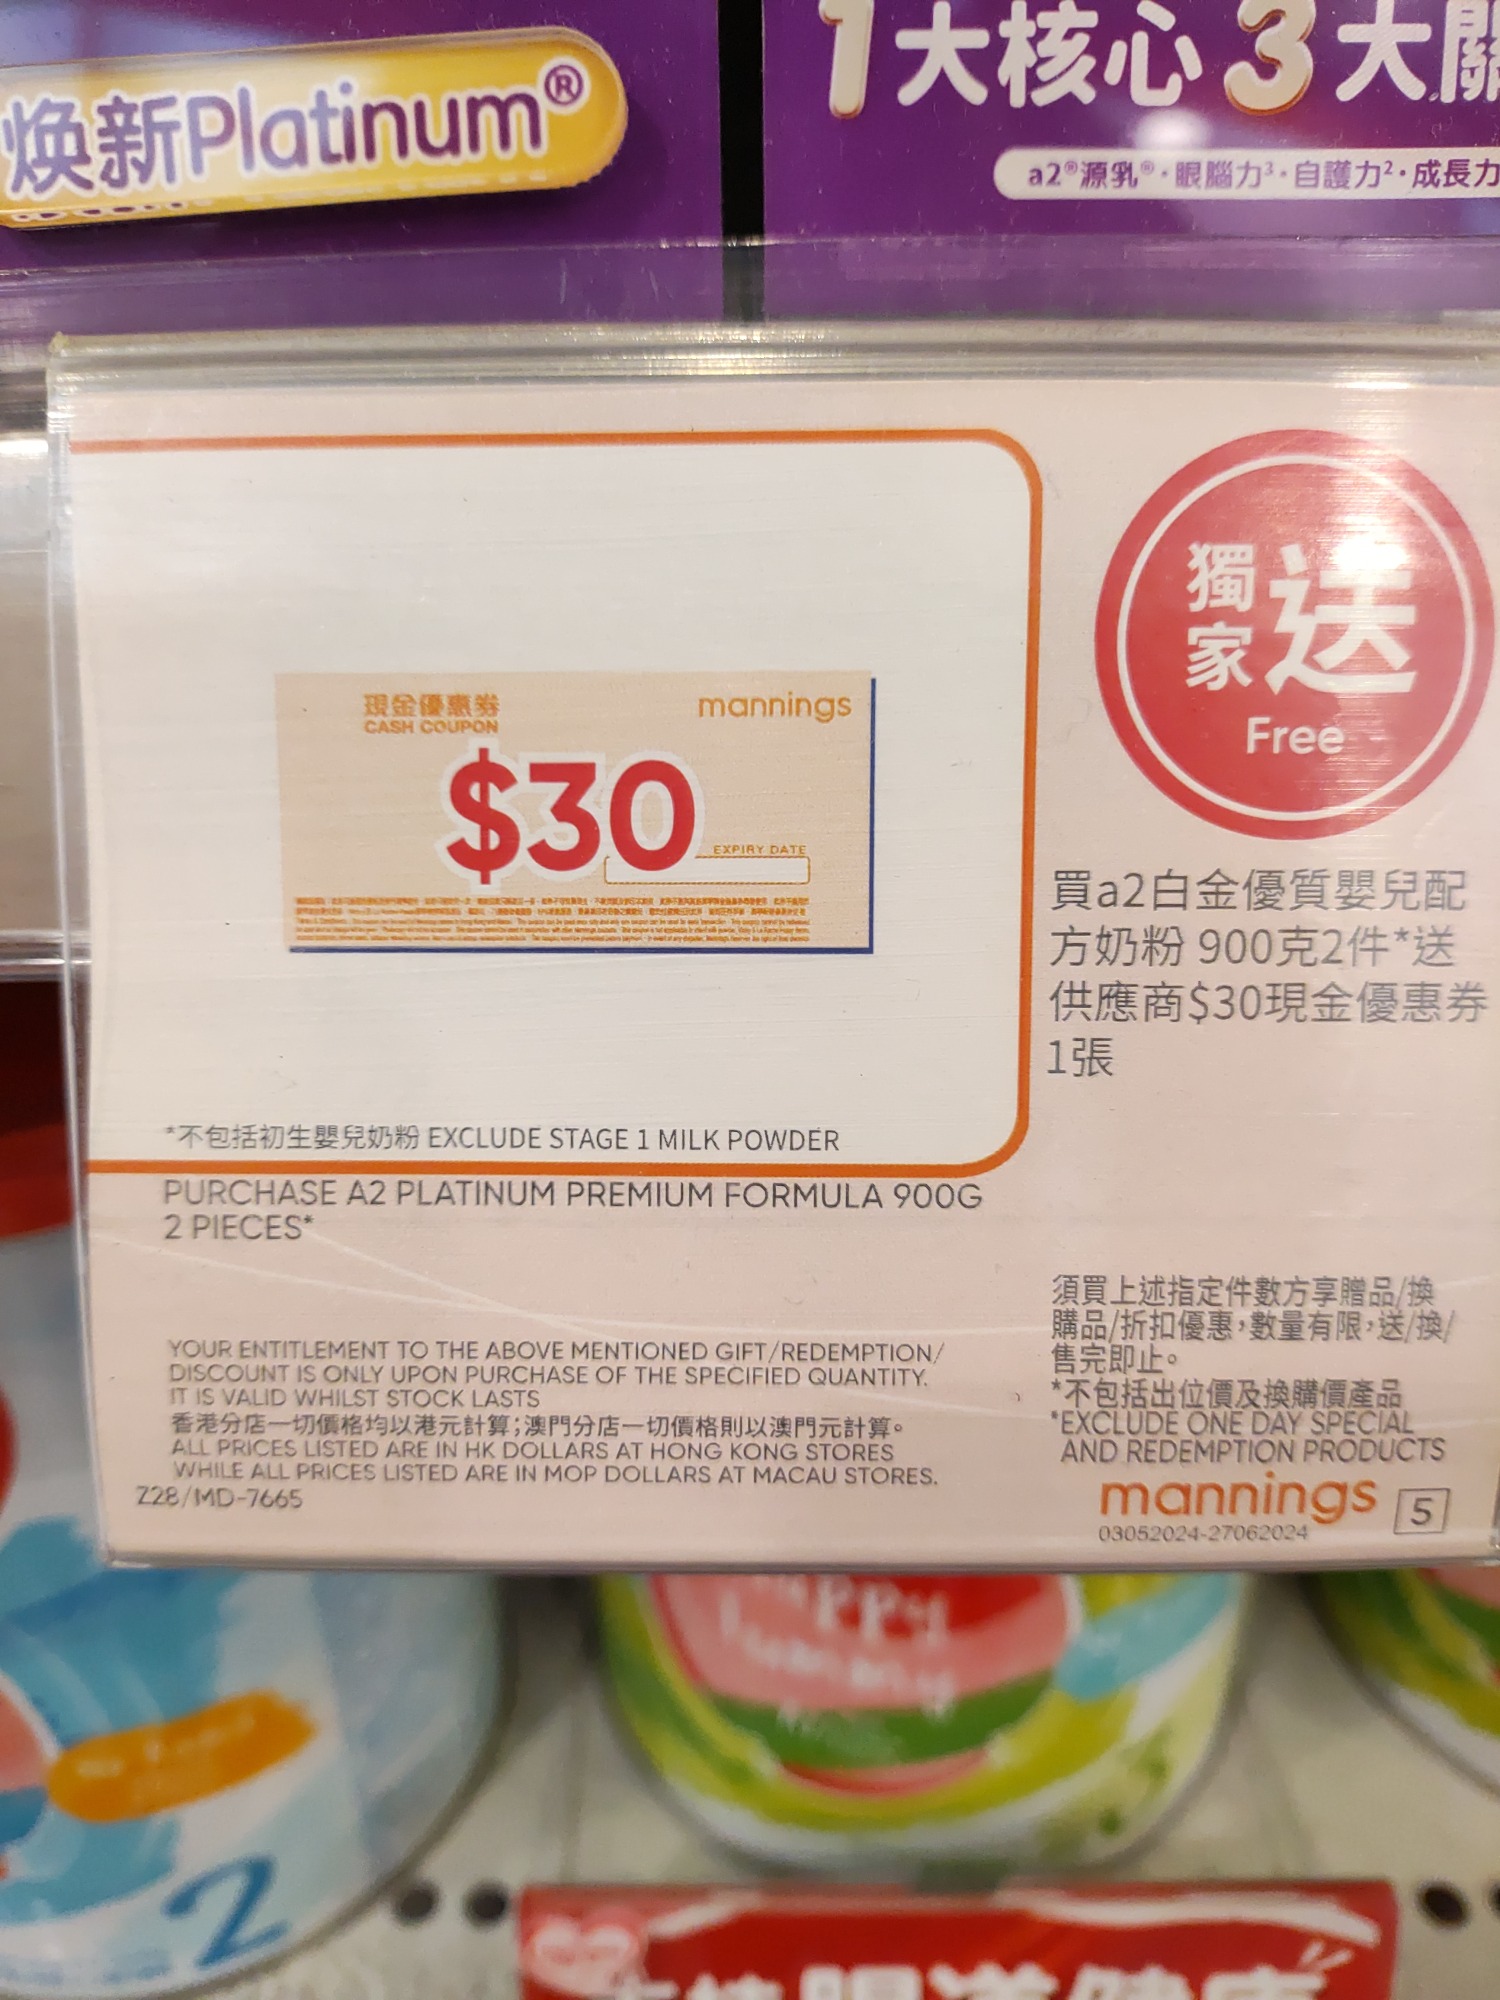 煥新Platinum®
1大核心3大
a2®源乳®·眼腦力³·自護力²·成長力
現金優惠券
CASH COUPON
mannings
$30
EXPIRY DATE
獨家送
Free
買a2白金優質嬰兒配
方奶粉 900克2件*送
供應商$30現金優惠券
1張
*不包括初生嬰兒奶粉 EXCLUDE STAGE 1 MILK POWDER
PURCHASE A2 PLATINUM PREMIUM FORMULA 900G
2 PIECES*
YOUR ENTITLEMENT TO THE ABOVE MENTIONED GIFT/REDEMPTION/
DISCOUNT IS ONLY UPON PURCHASE OF THE SPECIFIED QUANTITY.
IT IS VALID WHILST STOCK LASTS
香港分店一切價格均以港元計算;澳門分店一切價格則以澳門元計算。
ALL PRICES LISTED ARE IN HK DOLLARS AT HONG KONG STORES
WHILE ALL PRICES LISTED ARE IN MOP DOLLARS AT MACAU STORES.
Z28/MD-7665
須買上述指定件數方享贈品/換
購品/折扣優惠,數量有限,送/換/
售完即止。
*不包括出位價及換購價產品
*EXCLUDE ONE DAY SPECIAL
AND REDEMPTION PRODUCTS
mannings 5
03052024-27062024
2